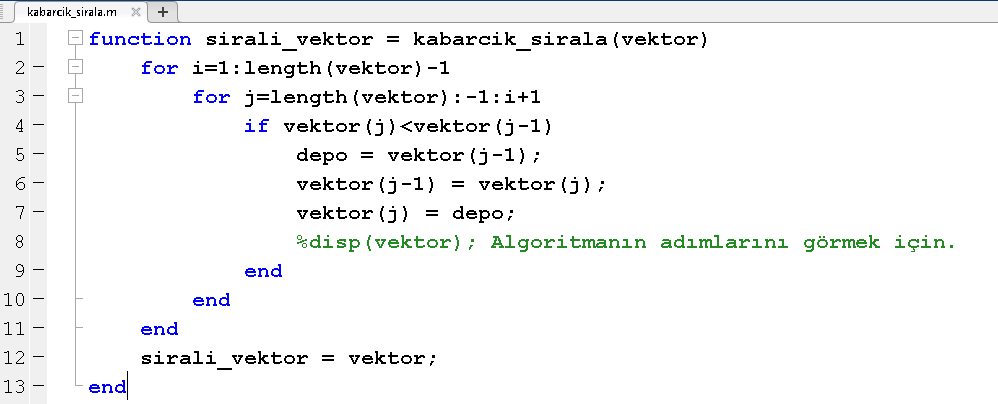 kabarcik_sirala.m × +
1 function sirali_vektor = kabarcik_sirala(vektor)
2 — for i=1:length(vektor)-1
3 — for j=length(vektor):-1:i+1
4 — if vektor(j)<vektor(j-1)
5 — depo = vektor(j-1);
6 — vektor(j-1) = vektor(j);
7 — vektor(j) = depo;
8 %disp(vektor); Algoritmanın adımlarını görmek için.
9 — end
10 — end
11 — end
12 — sirali_vektor = vektor;
13 — end